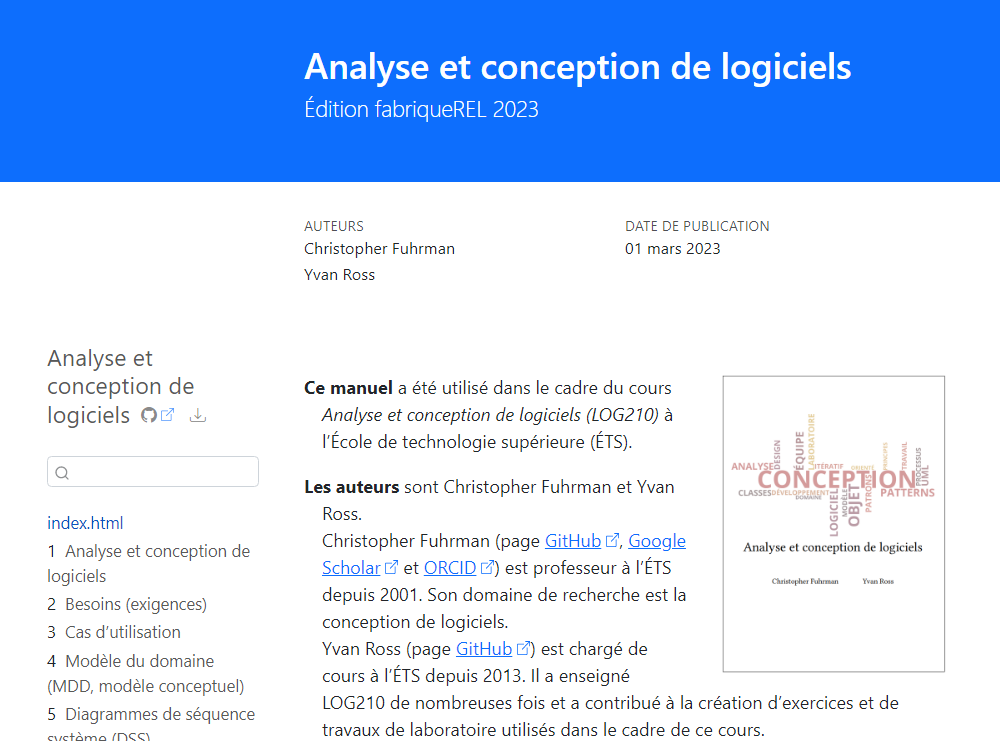 Analyse et conception de logiciels
Édition fabriqueREL 2023
AUTEURS
Christopher Fuhrman
Yvan Ross
DATE DE PUBLICATION
01 mars 2023
Analyse et
conception de
logiciels
index.html
1 Analyse et conception de
logiciels
2 Besoins (exigences)
3 Cas d’utilisation
4 Modèle du domaine
(MDD, modèle conceptuel)
5 Diagrammes de séquence
système (DSS)
Ce manuel a été utilisé dans le cadre du cours
Analyse et conception de logiciels (LOG210) à
l’École de technologie supérieure (ÉTS).
Les auteurs sont Christopher Fuhrman et Yvan
Ross.
Christopher Fuhrman (page GitHub, Google
Scholar et ORCID) est professeur à l’ÉTS
depuis 2001. Son domaine de recherche est la
conception de logiciels.
Yvan Ross (page GitHub) est chargé de
cours à l’ÉTS depuis 2013. Il a enseigné
LOG210 de nombreuses fois et a contribué à la création d’exercices et de
travaux de laboratoire utilisés dans le cadre de ce cours.
ANALYSE
DESIGN
ÉQUIPE
LABORATOIRE
ITÉRATIF
ORIENTÉ
PRINCIPES
TRAVAIL
PROCESSUS
UML
CONCEPTION
CLASSES
DÉVELOPPEMENT
DOMAINE
LOGICIEL
MODÈLE
OBJET
PATRONS
PATTERNS
Analyse et conception de logiciels
Christopher Fuhrman
Yvan Ross